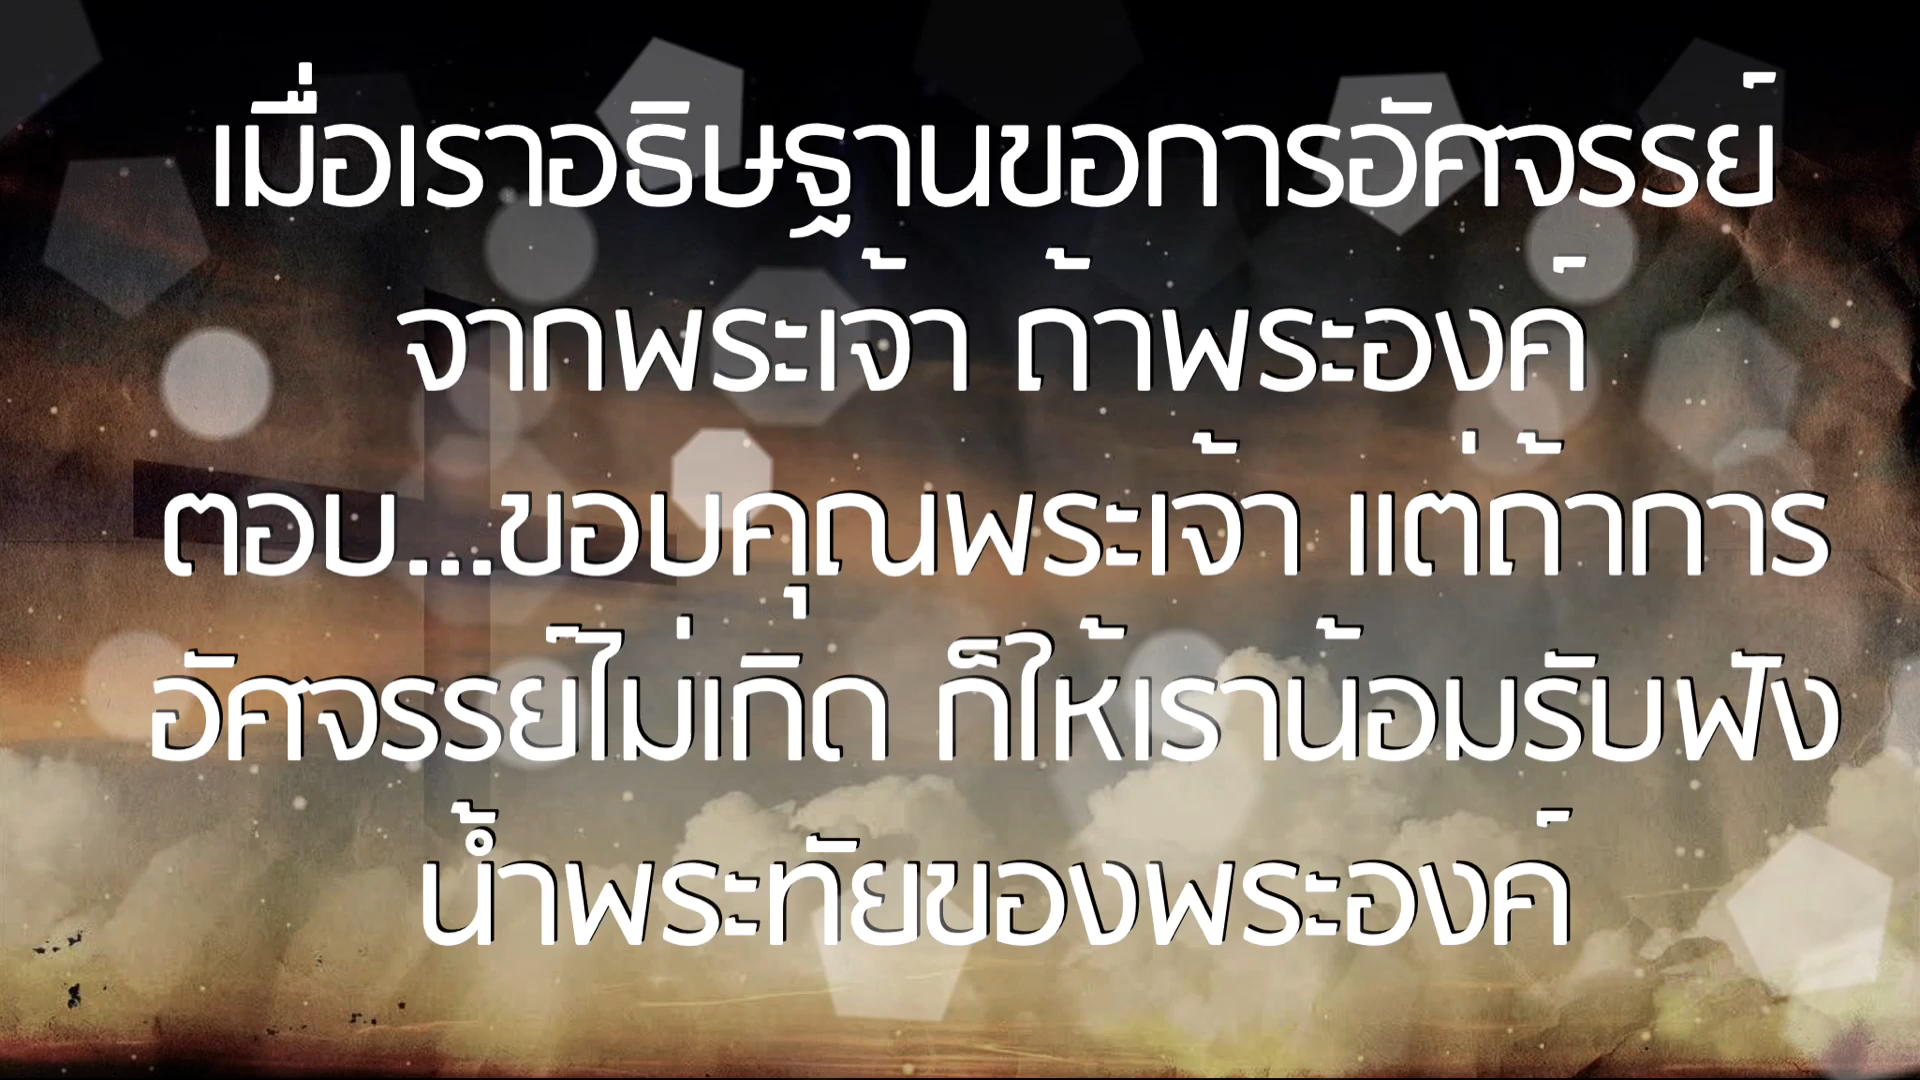 เมื่อเราอธิษฐานขอการอัศจรรย์
จากพระเจ้า ถ้าพระองค์
ตอบ...ขอบคุณพระเจ้า แต่ถ้าการ
อัศจรรย์ไม่เกิด ก็ให้เราน้อมรับฟัง
น้ำพระทัยของพระองค์